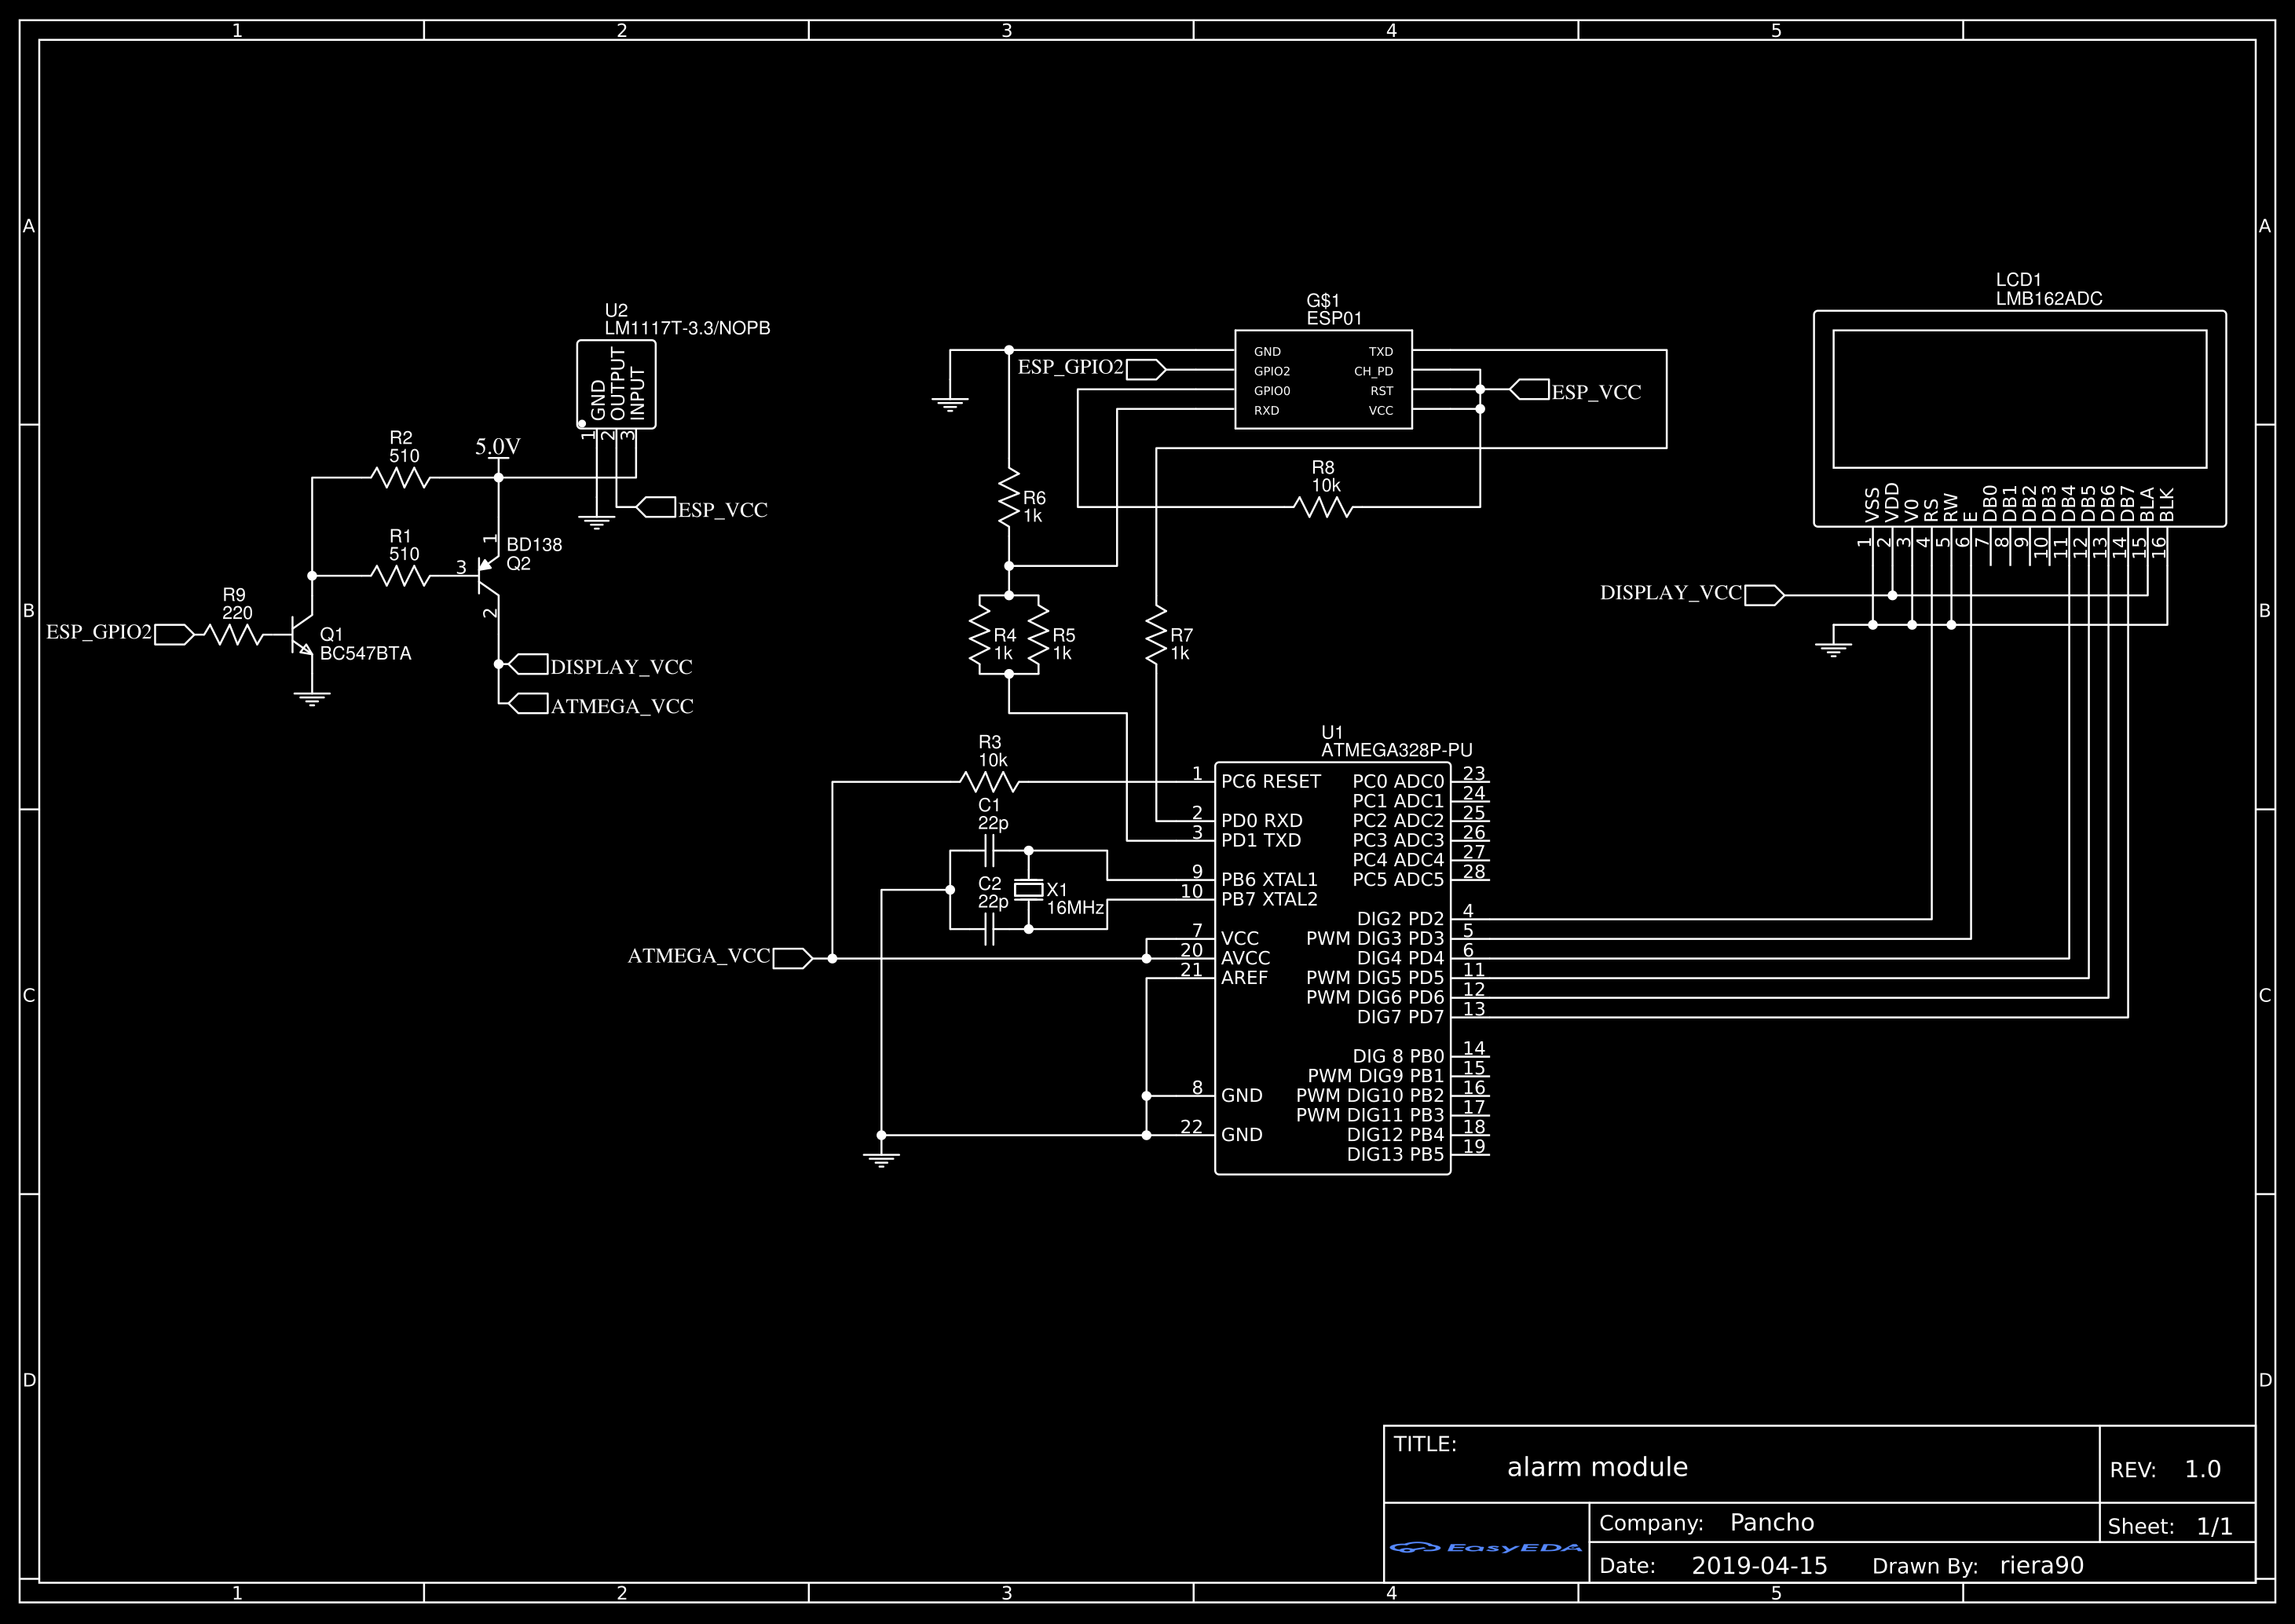 1 2 3 4 5
A A
B B
C C
D D
U2
LM1117T-3.3/NOPB
GND
OUTPUT
INPUT
1
2
3
R2
510
5.0V
ESP_VCC
R1
510
1
3
2
BD138
Q2
R9
220
ESP_GPIO2
Q1
BC547BTA
DISPLAY_VCC
ATMEGA_VCC
G$1
ESP01
GND TXD
GPIO2 CH_PD
GPIO0 RST
RXD VCC
ESP_GPIO2
ESP_VCC
R8
10k
R6
1k
R4
1k
R5
1k
R7
1k
LCD1
LMB162ADC
VSS
VDD
V0
RS
RW
E
DB0
DB1
DB2
DB3
DB4
DB5
DB6
DB7
BLA
BLK
1
2
3
4
5
6
7
8
9
10
11
12
13
14
15
16
DISPLAY_VCC
R3
10k
C1
22p
C2
22p
X1
16MHz
ATMEGA_VCC
U1
ATMEGA328P-PU
1 PC6 RESET PC0 ADC0 23
PC1 ADC1 24
2 PD0 RXD PC2 ADC2 25
3 PD1 TXD PC3 ADC3 26
PC4 ADC4 27
9 PB6 XTAL1 PC5 ADC5 28
10 PB7 XTAL2
DIG2 PD2 4
7 VCC PWM DIG3 PD3 5
20 AVCC DIG4 PD4 6
21 AREF PWM DIG5 PD5 11
PWM DIG6 PD6 12
DIG7 PD7 13
DIG 8 PB0 14
PWM DIG9 PB1 15
8 GND PWM DIG10 PB2 16
PWM DIG11 PB3 17
22 GND DIG12 PB4 18
DIG13 PB5 19
TITLE:
alarm module
REV: 1.0
EasyEDA
Company: Pancho
Sheet: 1/1
Date: 2019-04-15 Drawn By: riera90
1 2 3 4 5